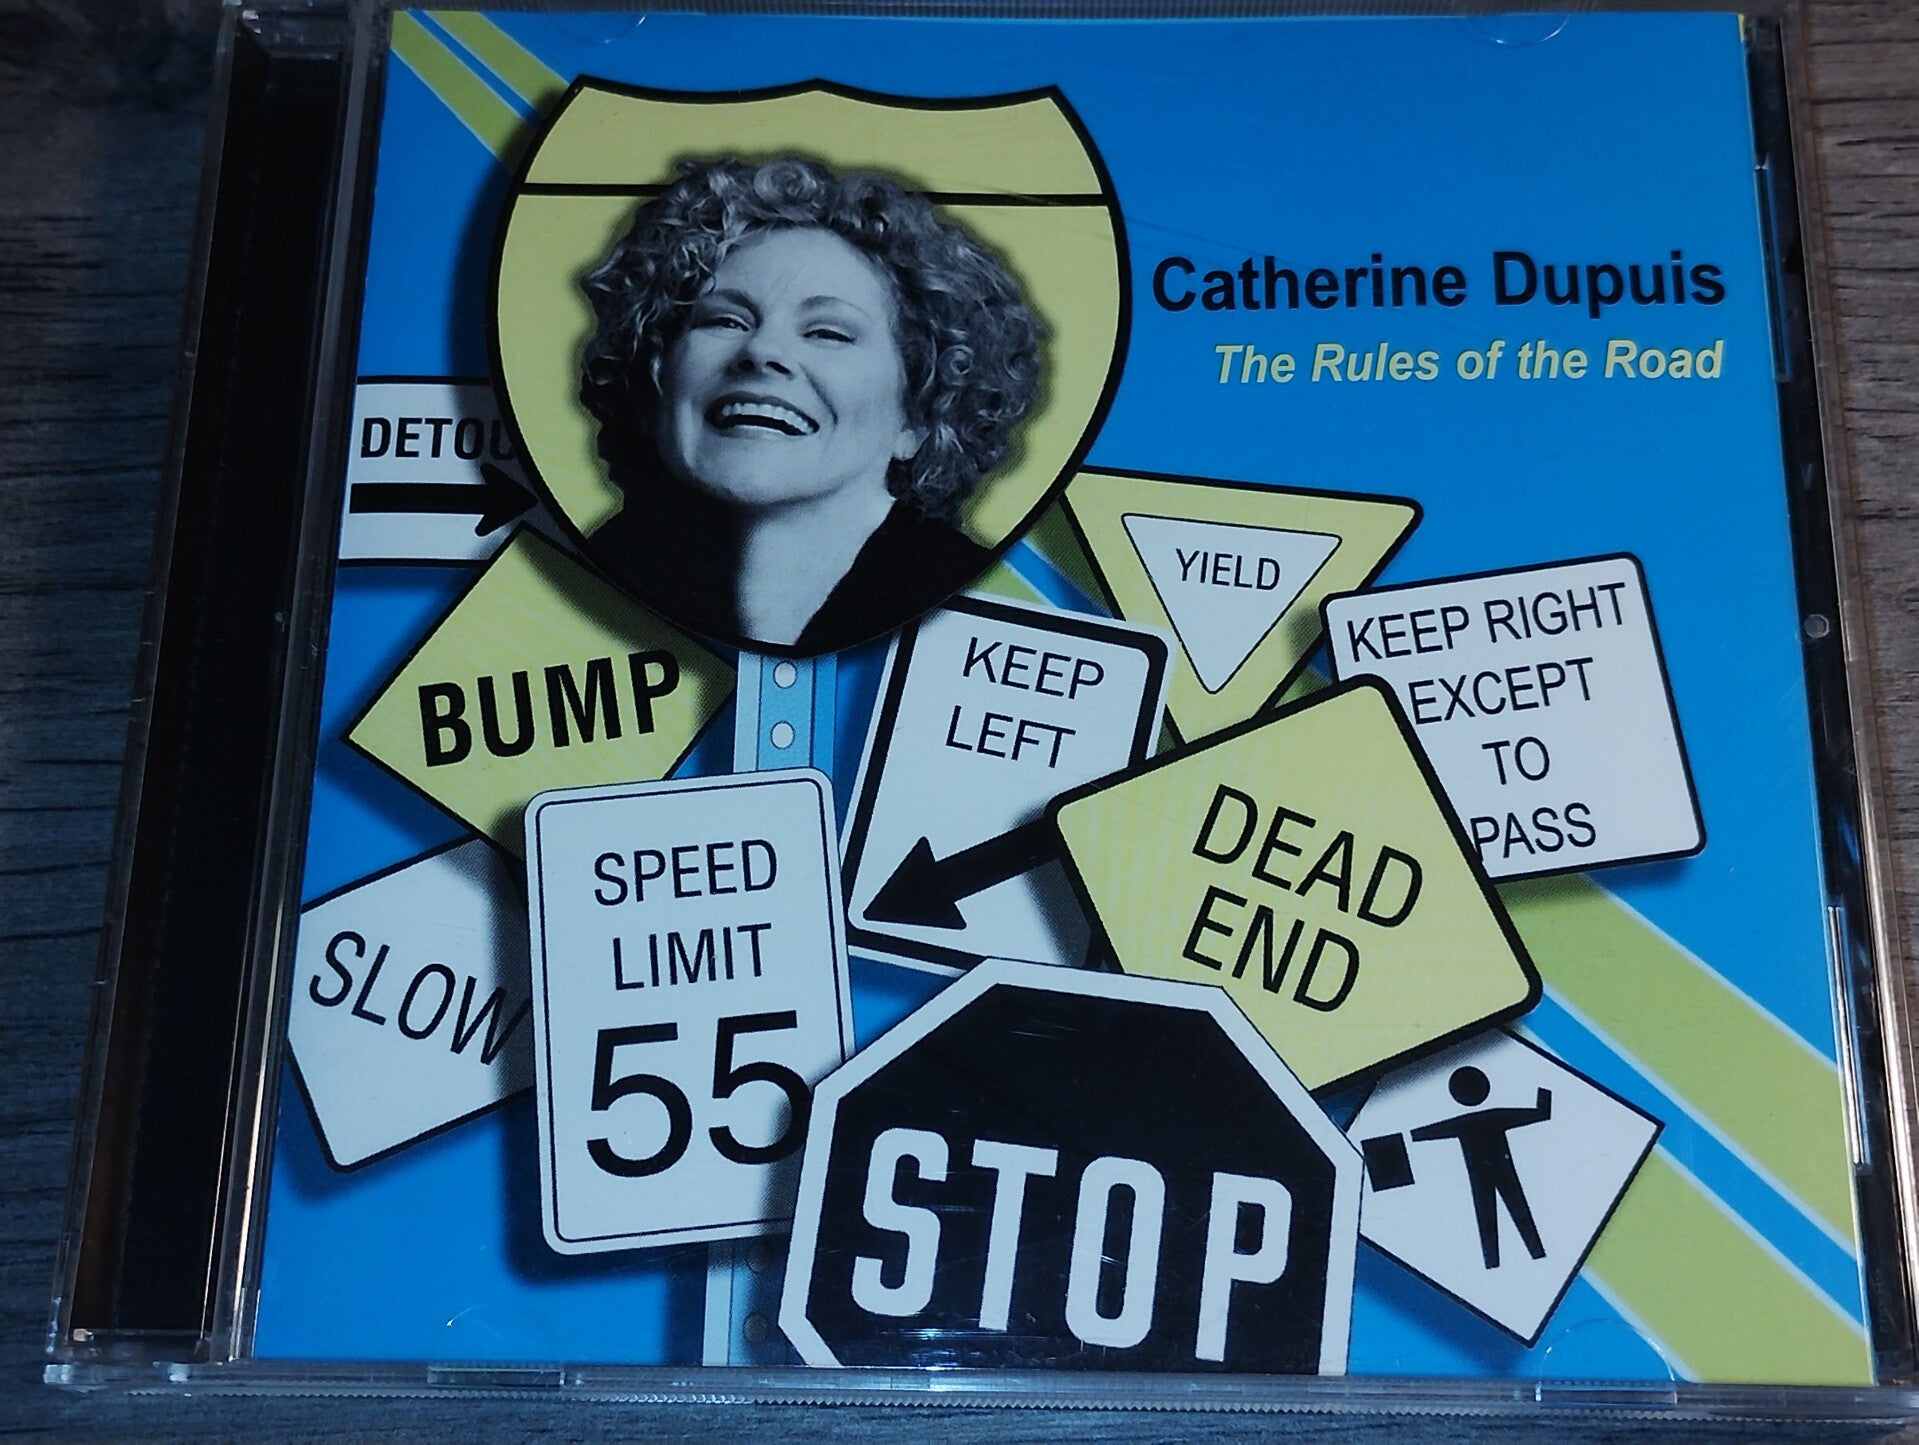 Catherine Dupuis
The Rules of the Road
DETOU
YIELD
KEEP RIGHT
EXCEPT
TO
PASS
KEEP
LEFT
BUMP
DEAD
END
SPEED
LIMIT
55
SLOW
STOP